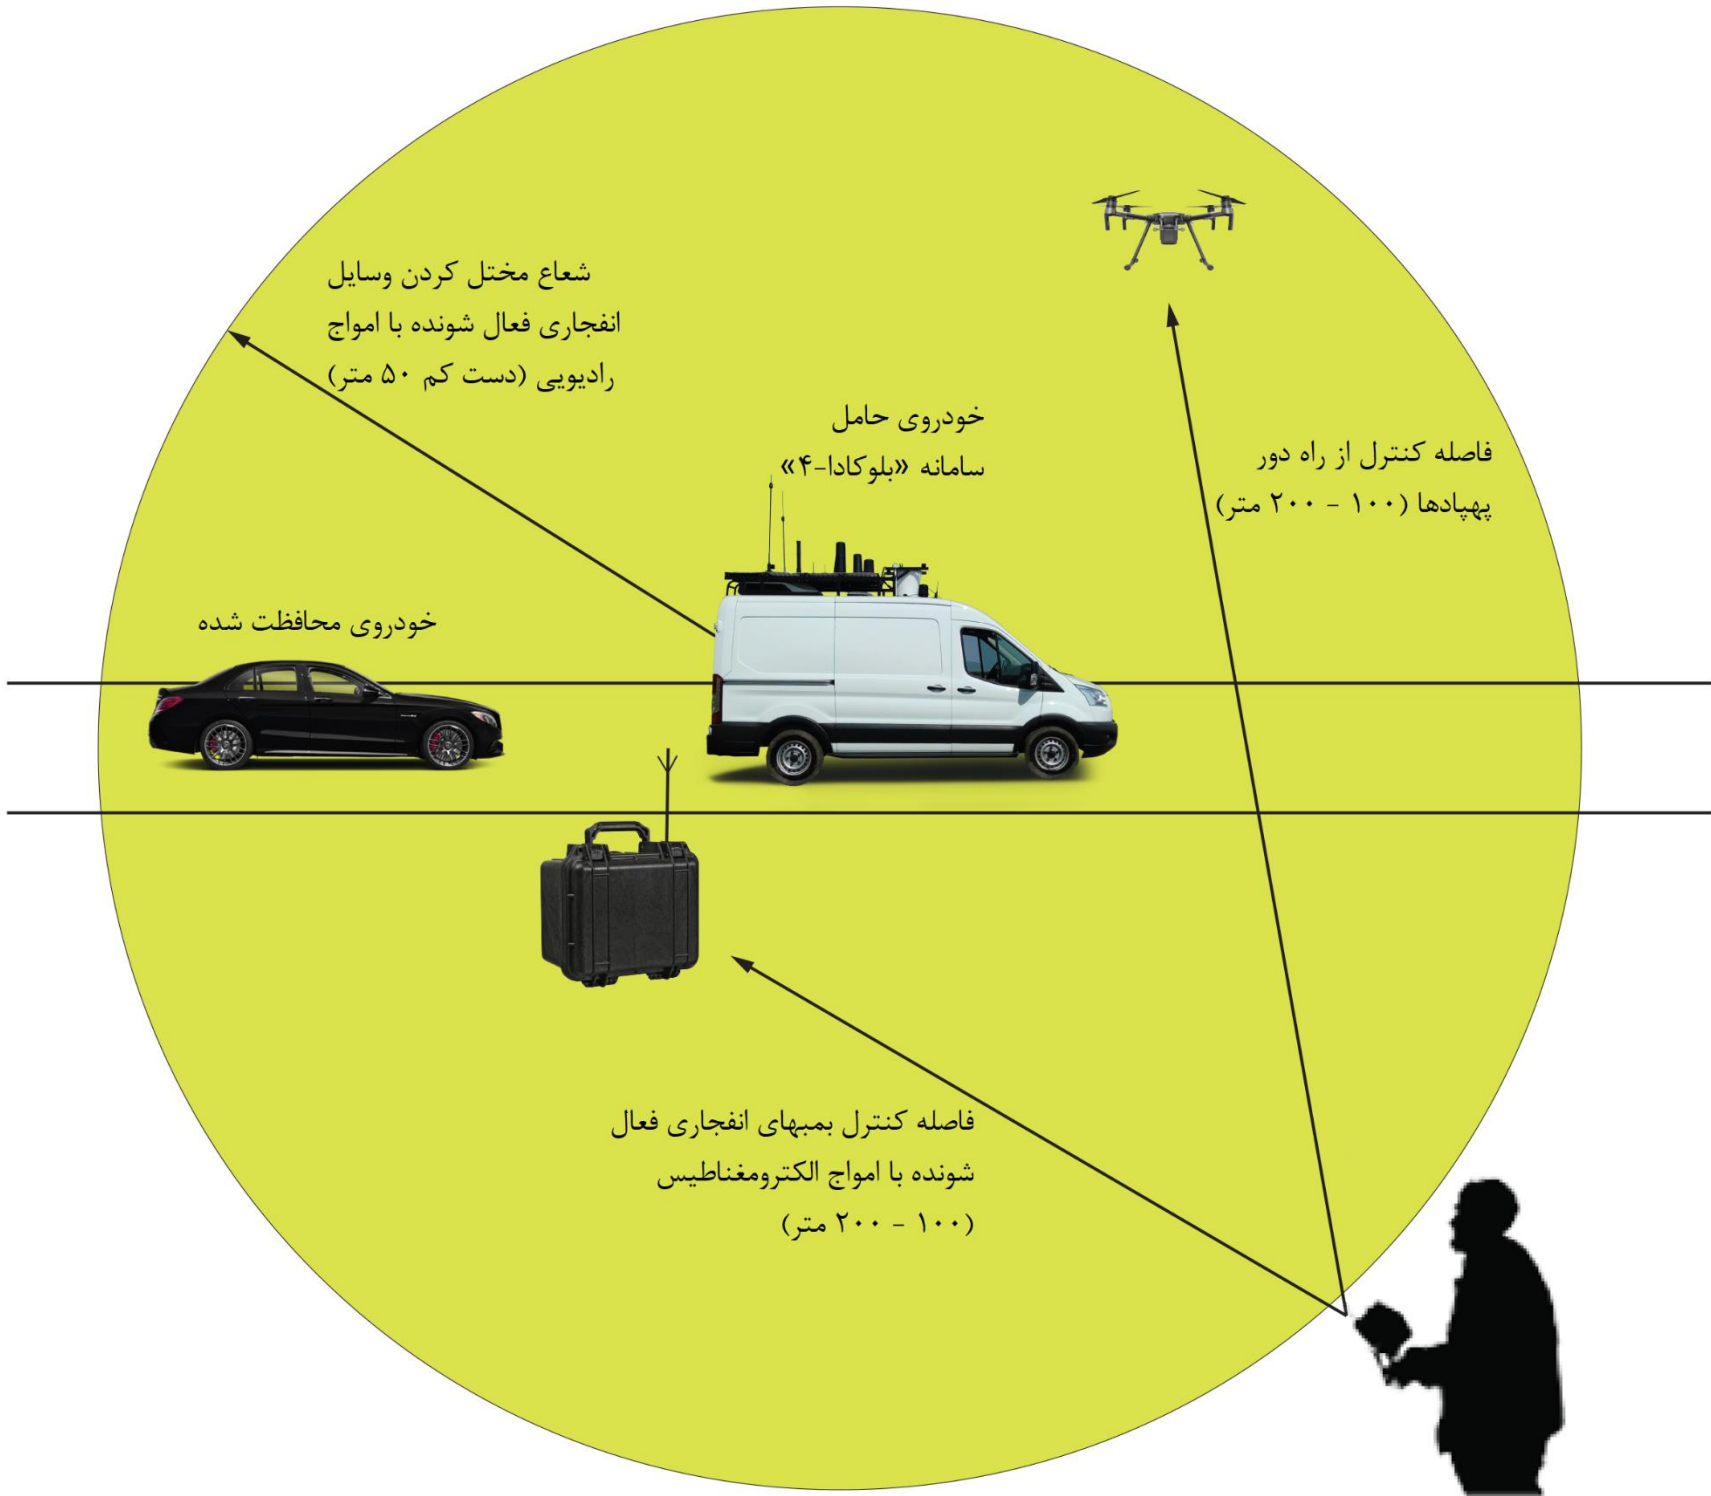 شعاع مختل کردن وسایل
انفجاری فعال شونده با امواج
رادیویی (دست کم ۵۰ متر)
خودروی حامل
سامانه «بلوکادا-۴»
فاصله کنترل از راه دور
پهپادها (۱۰۰ - ۲۰۰ متر)
خودروی محافظت شده
فاصله کنترل بمبهای انفجاری فعال
شونده با امواج الکترومغناطیس
(۱۰۰ - ۲۰۰ متر)